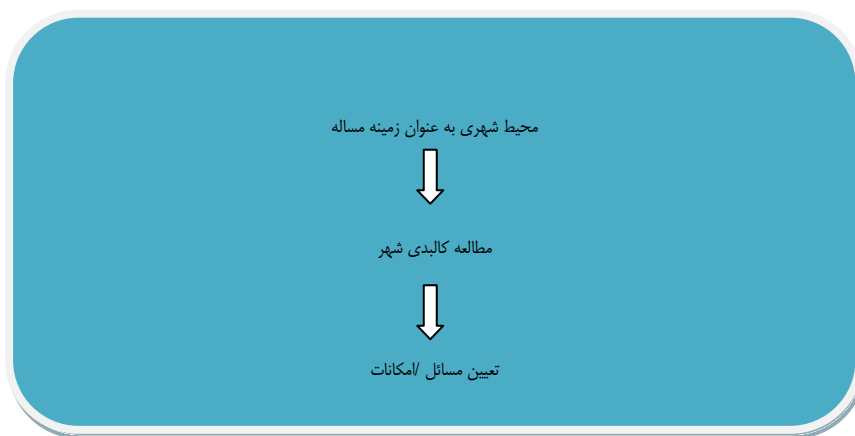 محیط شهری به عنوان زمینه مساله
مطالعه کالبدی شهر
تعیین مسائل /امکانات